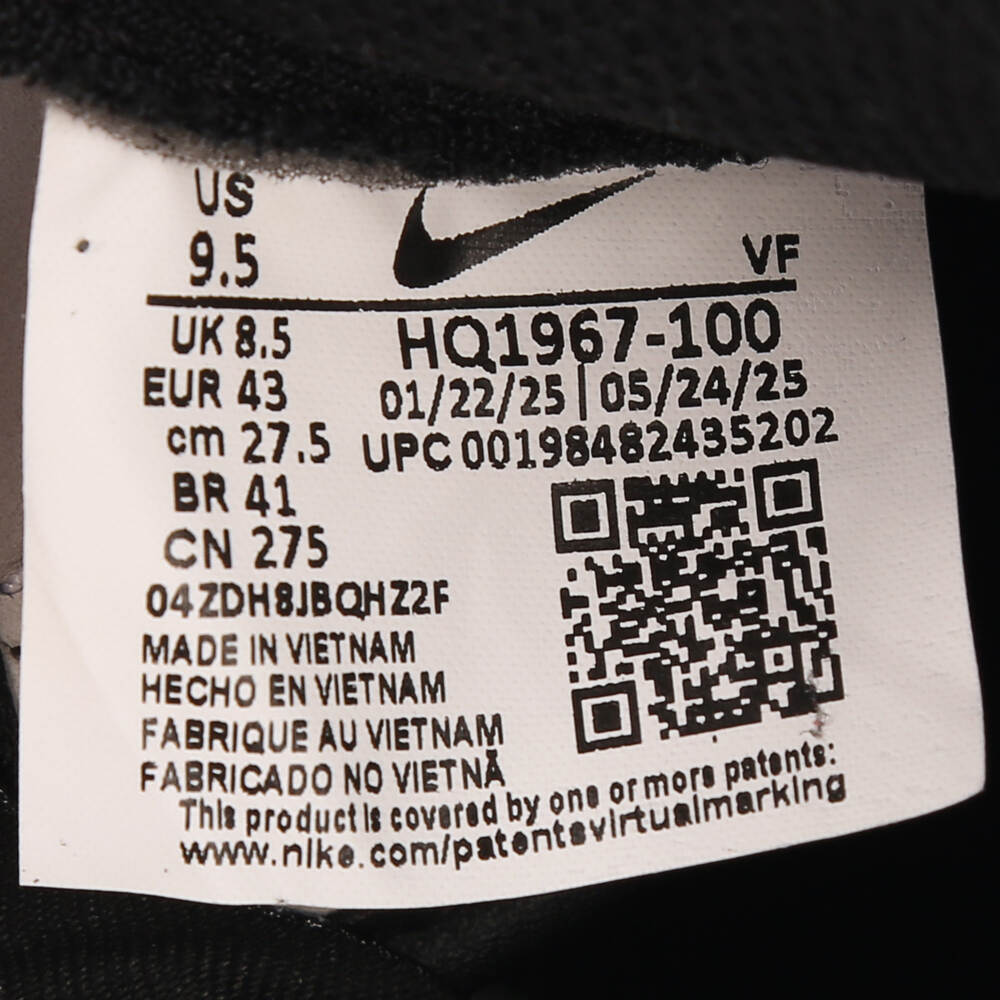 US
9.5
VF
UK 8.5
HQ1967-100
EUR 43
01/22/25 | 05/24/25
cm 27.5
UPC 00198482435202
BR 41
CN 275
04ZDH8JBQHZ2F
MADE IN VIETNAM
HECHO EN VIETNAM
FABRIQUE AU VIETNAM
FABRICADO NO VIETNÃ
This product is covered by one or more patents:
www.nike.com/patentsvirtualmarking